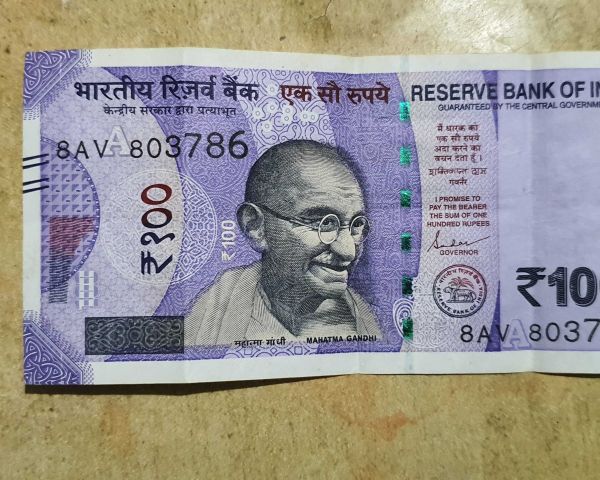 भारतीय रिज़र्व बैंक
केन्द्रीय सरकार द्वारा प्रत्याभूत
एक सौ रुपये
RESERVE BANK OF IN
GUARANTEED BY THE CENTRAL GOVERNME
8AV A 803786
मैं धारक को
एक सौ रुपये
अदा करने का
वचन देता हूँ ।
गवर्नर
I PROMISE TO
PAY THE BEARER
THE SUM OF ONE
HUNDRED RUPEES
GOVERNOR
₹१००
₹100
₹10
8AV A 8037
महात्मा गांधी
MAHATMA GANDHI